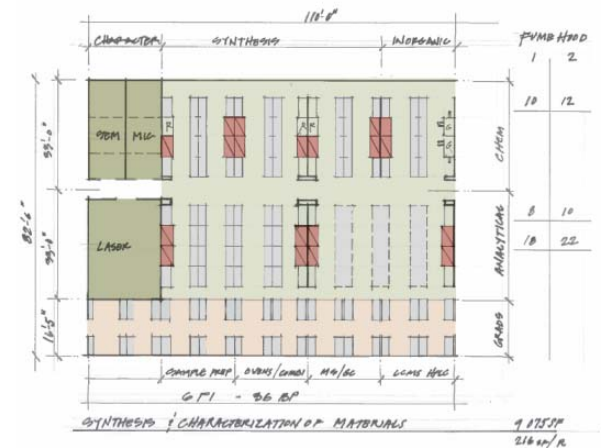 110'-0"
CHARACTER SYNTHESIS INORGANIC
FUME HOOD
1 2
10 12
8 10
18 22
CHEM
ANALYTICAL
GRADS
82'-6"
33'-0"
33'-0"
16'-5"
SEM MIC
LASER
SAMPLE PREP OVENS/COMBI MS/GC LCMS HPLC
6 PI - 36 BP
SYNTHESIS & CHARACTERIZATION OF MATERIALS
9 075 SF
216 SF/R